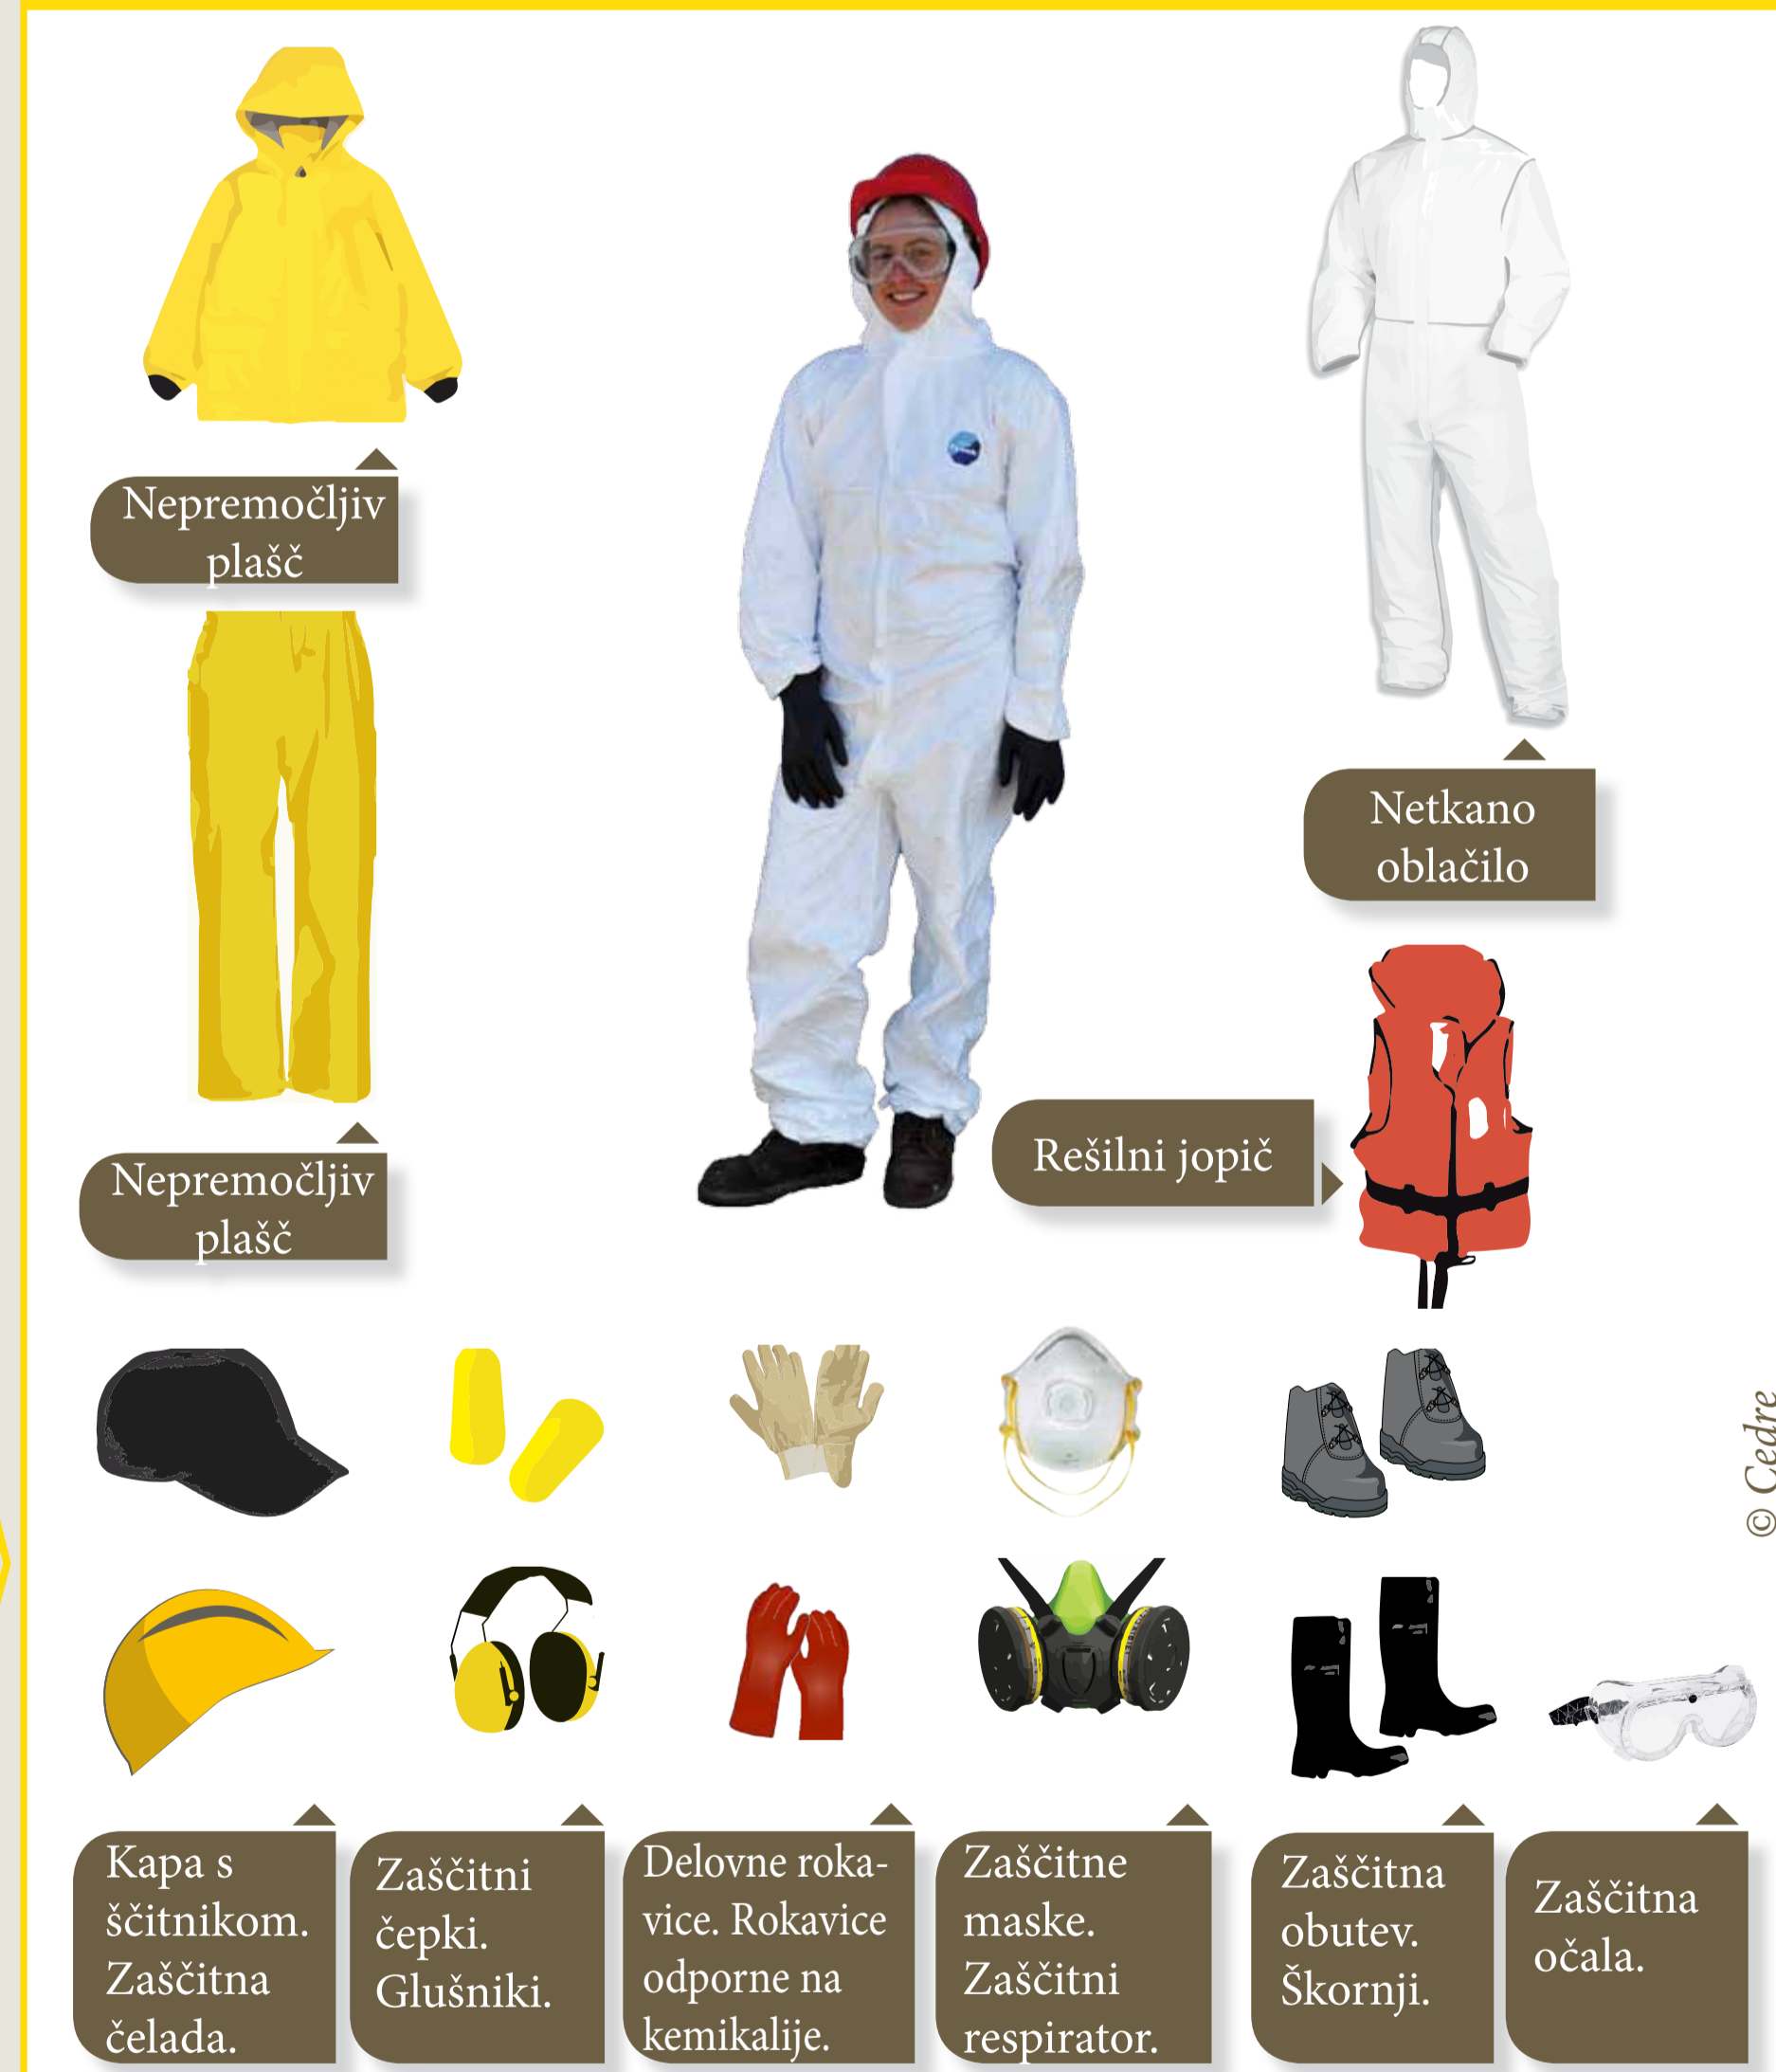 Nepremočljiv
plašč
Netkano
oblačilo
Rešilni jopič
Nepremočljiv
plašč
© Cedre
Kapa s
ščitnikom.
Zaščitna
čelada.
Zaščitni
čepki.
Glušniki.
Delovne roka-
vice. Rokavice
odporne na
kemikalije.
Zaščitne
maske.
Zaščitni
respirator.
Zaščitna
obutev.
Škornji.
Zaščitna
očala.